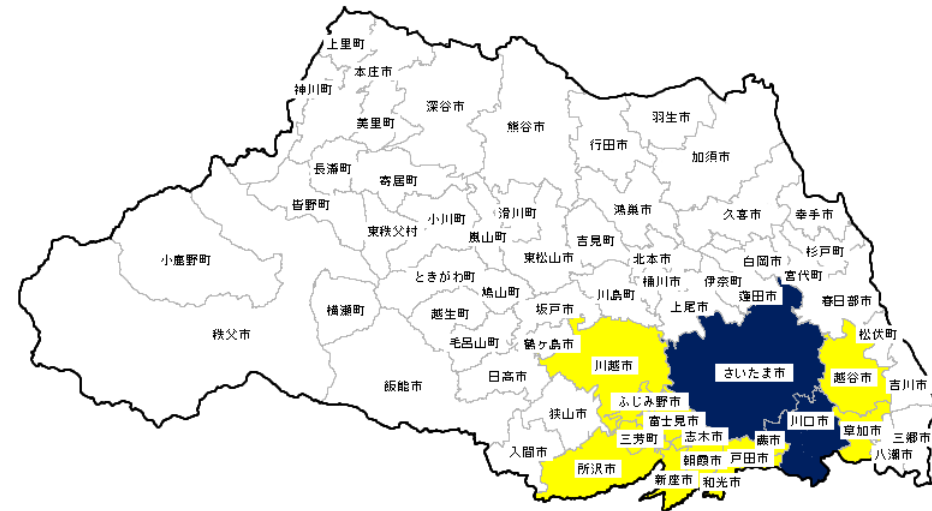 上里町
本庄市
神川町
深谷市
美里町
熊谷市
羽生市
行田市
加須市
長瀞町
寄居町
皆野町
小川町
滑川町
鴻巣市
久喜市
幸手市
東秩父村
嵐山町
吉見町
小鹿野町
東松山市
北本市
白岡市
杉戸町
ときがわ町
桶川市
伊奈町
宮代町
鳩山町
川島町
蓮田市
横瀬町
越生町
坂戸市
上尾市
春日部市
秩父市
毛呂山町
鶴ヶ島市
松伏町
川越市
さいたま市
越谷市
飯能市
日高市
吉川市
ふじみ野市
狭山市
富士見市
川口市
草加市
三芳町
志木市
蕨市
三郷市
入間市
所沢市
朝霞市
戸田市
八潮市
新座市
和光市